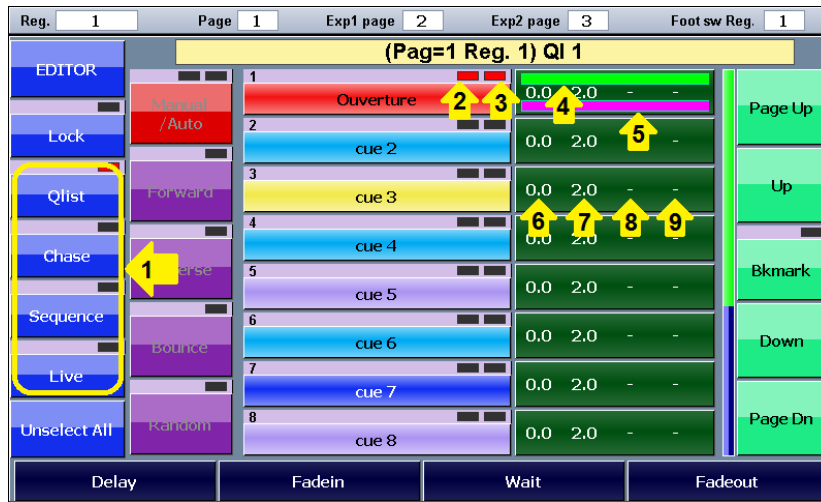 Reg. 1 Page 1 Exp1 page 2 Exp2 page 3 Foot sw Reg. 1
(Pag=1 Reg. 1) Ql 1
EDITOR
Lock
Qlist
Chase
Sequence
Live
Unselect All
1
Manual
/Auto
Forward
Bounce
Random
1
Ouverture
2 3
2
cue 2
3
cue 3
4
cue 4
5
cue 5
6
cue 6
7
cue 7
8
cue 8
0.0 2.0 - -
4
5
0.0 2.0 - -
0.0 2.0 - -
6 7 8 9
0.0 2.0 - -
0.0 2.0 - -
0.0 2.0 - -
0.0 2.0 - -
0.0 2.0 - -
Page Up
Up
Bkmark
Down
Page Dn
Delay Fadein Wait Fadeout